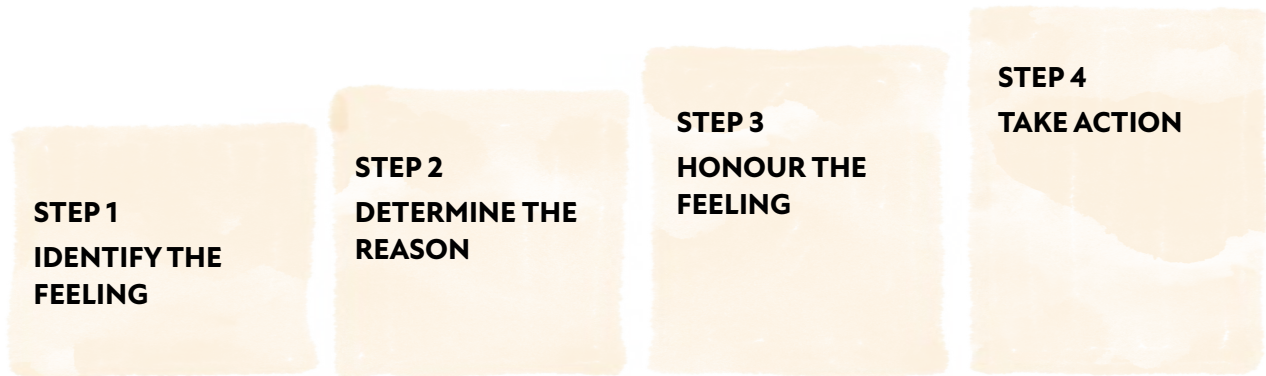 STEP 1
IDENTIFY THE
FEELING
STEP 2
DETERMINE THE
REASON
STEP 3
HONOUR THE
FEELING
STEP 4
TAKE ACTION